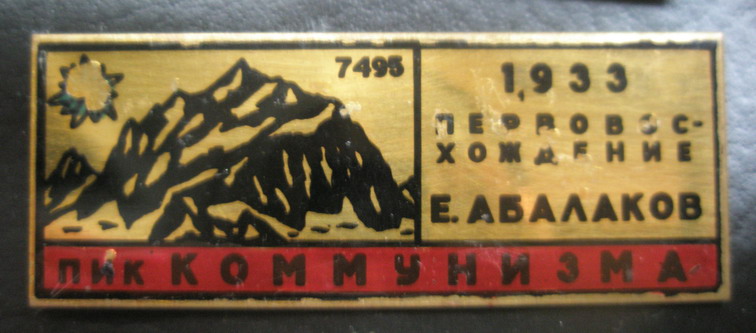 7495
1933
ПЕРВОВОС-
ХОЖДЕНИЕ
Е. АБАЛАКОВ
ПИК КОММУНИЗМА